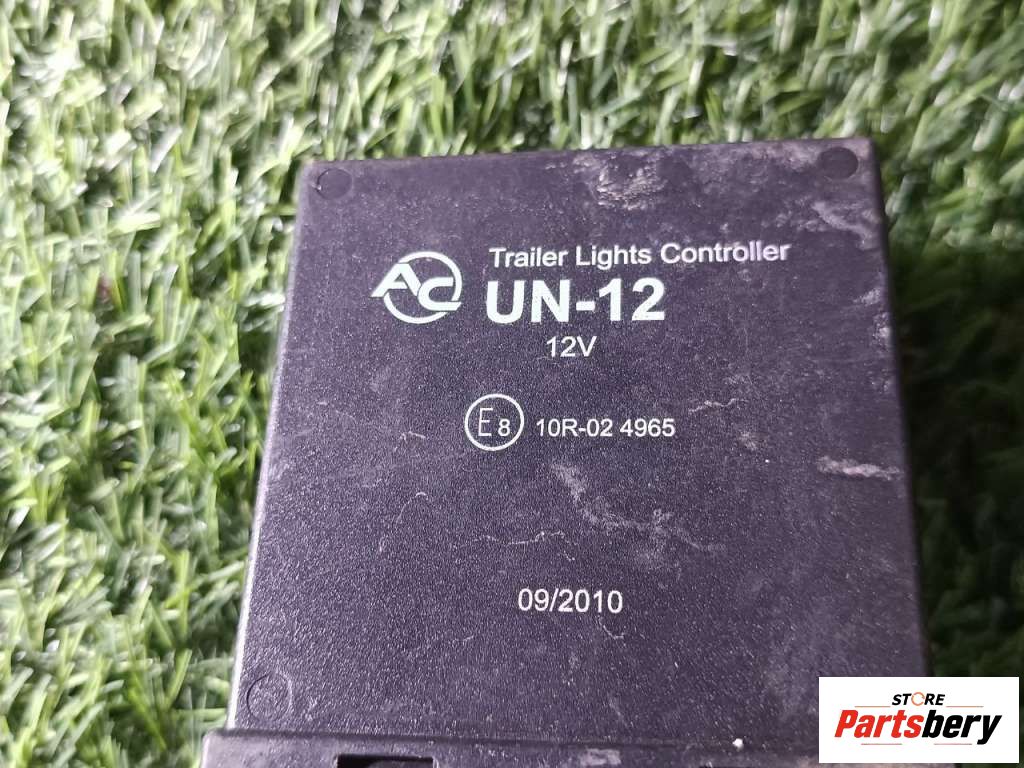 AC
Trailer Lights Controller
UN-12
12V
E8 10R-02 4965
09/2010
STORE
Partsbery